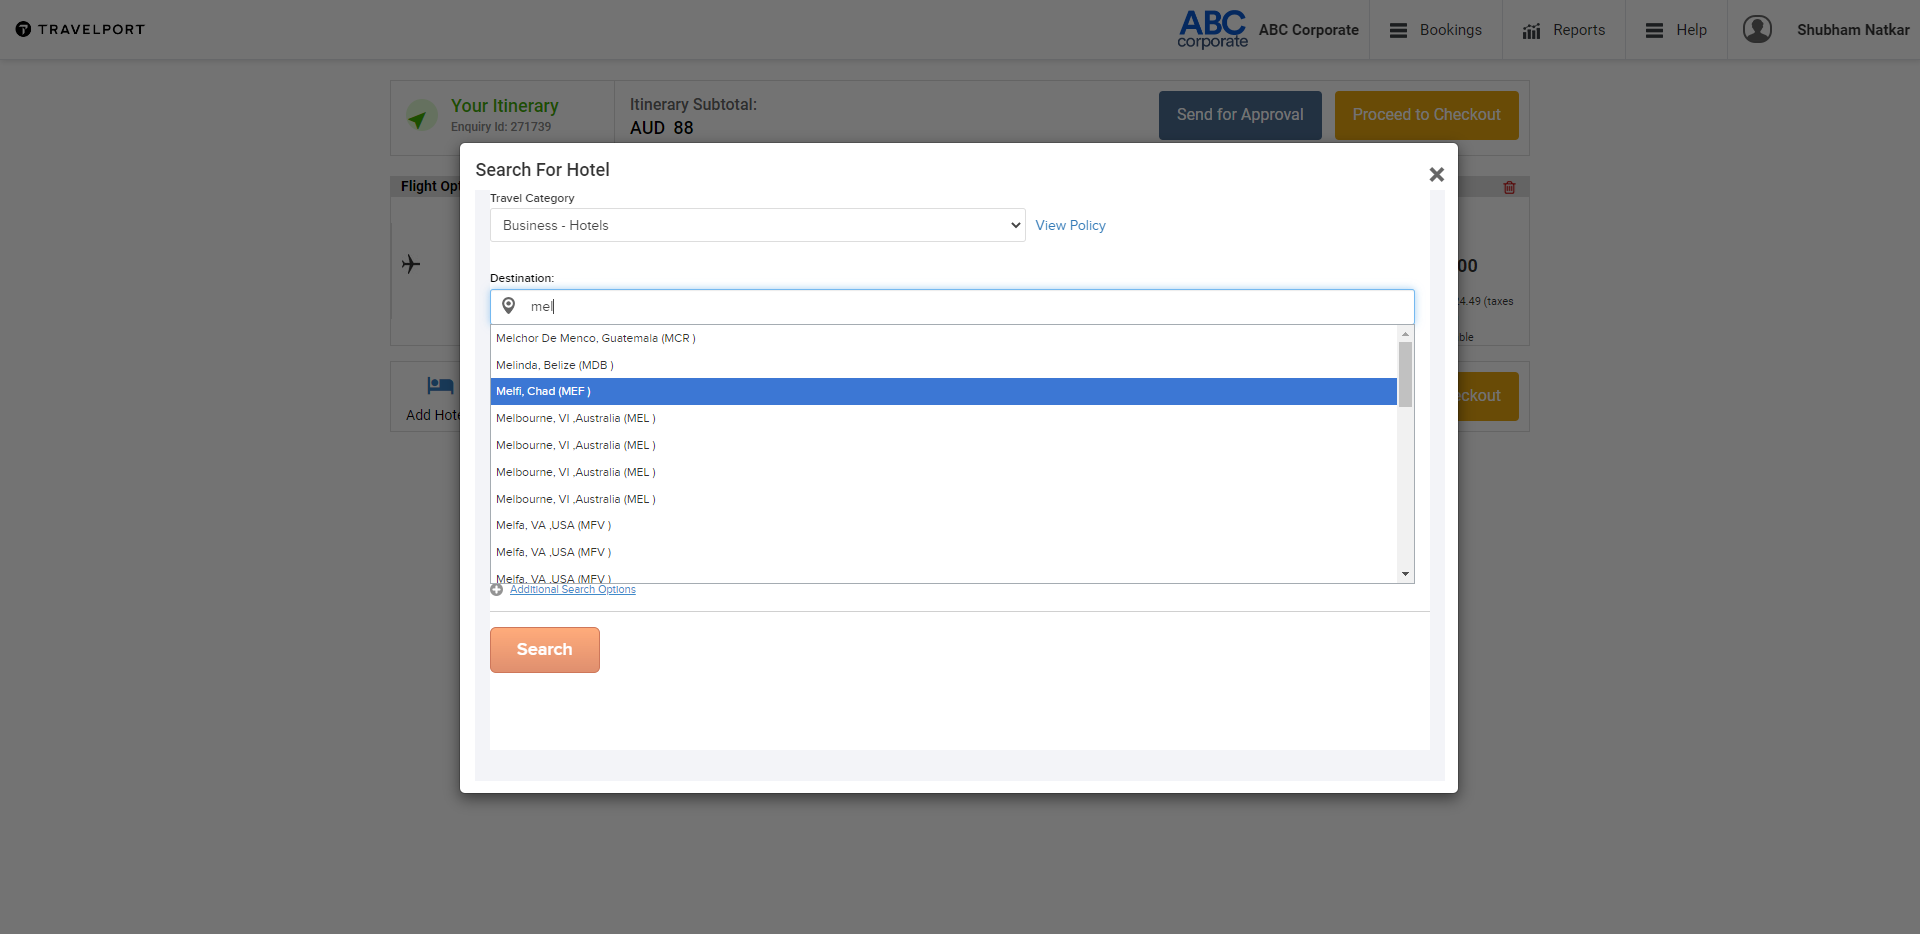 TRAVELPORT
ABC
corporate
ABC Corporate
Bookings
Reports
Help
Shubham Natkar
Your Itinerary
Enquiry Id: 271739
Itinerary Subtotal:
AUD 88
Send for Approval
Proceed to Checkout
Search For Hotel
Flight Opt
Travel Category
Business - Hotels
View Policy
00
Destination:
4.49 (taxes
mel
ble
Melchor De Menco, Guatemala (MCR )
Melinda, Belize (MDB )
Melfi, Chad (MEF )
Add Hote
eckout
Melbourne, VI ,Australia (MEL )
Melbourne, VI ,Australia (MEL )
Melbourne, VI ,Australia (MEL )
Melbourne, VI ,Australia (MEL )
Melfa, VA ,USA (MFV )
Melfa, VA ,USA (MFV )
Melfa, VA ,USA (MFV )
Additional Search Options
Search